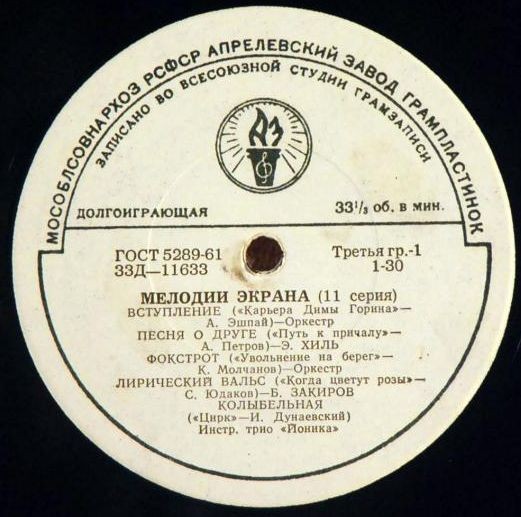 МОСОБЛСОВНАРХОЗ РСФСР АПРЕЛЕВСКИЙ ЗАВОД ГРАМПЛАСТИНОК
ЗАПИСАНО ВО ВСЕСОЮЗНОЙ СТУДИИ ГРАМЗАПИСИ
АЗ
ДОЛГОИГРАЮЩАЯ
33⅓ об. в мин.
ГОСТ 5289-61
Третья гр.-1
33Д—11633
1-30
МЕЛОДИИ ЭКРАНА (11 серия)
ВСТУПЛЕНИЕ («Карьера Димы Горина»—
А. Эшпай)—Оркестр
ПЕСНЯ О ДРУГЕ («Путь к причалу»—
А. Петров)—Э. ХИЛЬ
ФОКСТРОТ («Увольнение на берег»—
К. Молчанов)—Оркестр
ЛИРИЧЕСКИЙ ВАЛЬС («Когда цветут розы»—
С. Юдаков)—Б. ЗАКИРОВ
КОЛЫБЕЛЬНАЯ
(«Цирк»—И. Дунаевский)
Инстр. трио «Йоника»